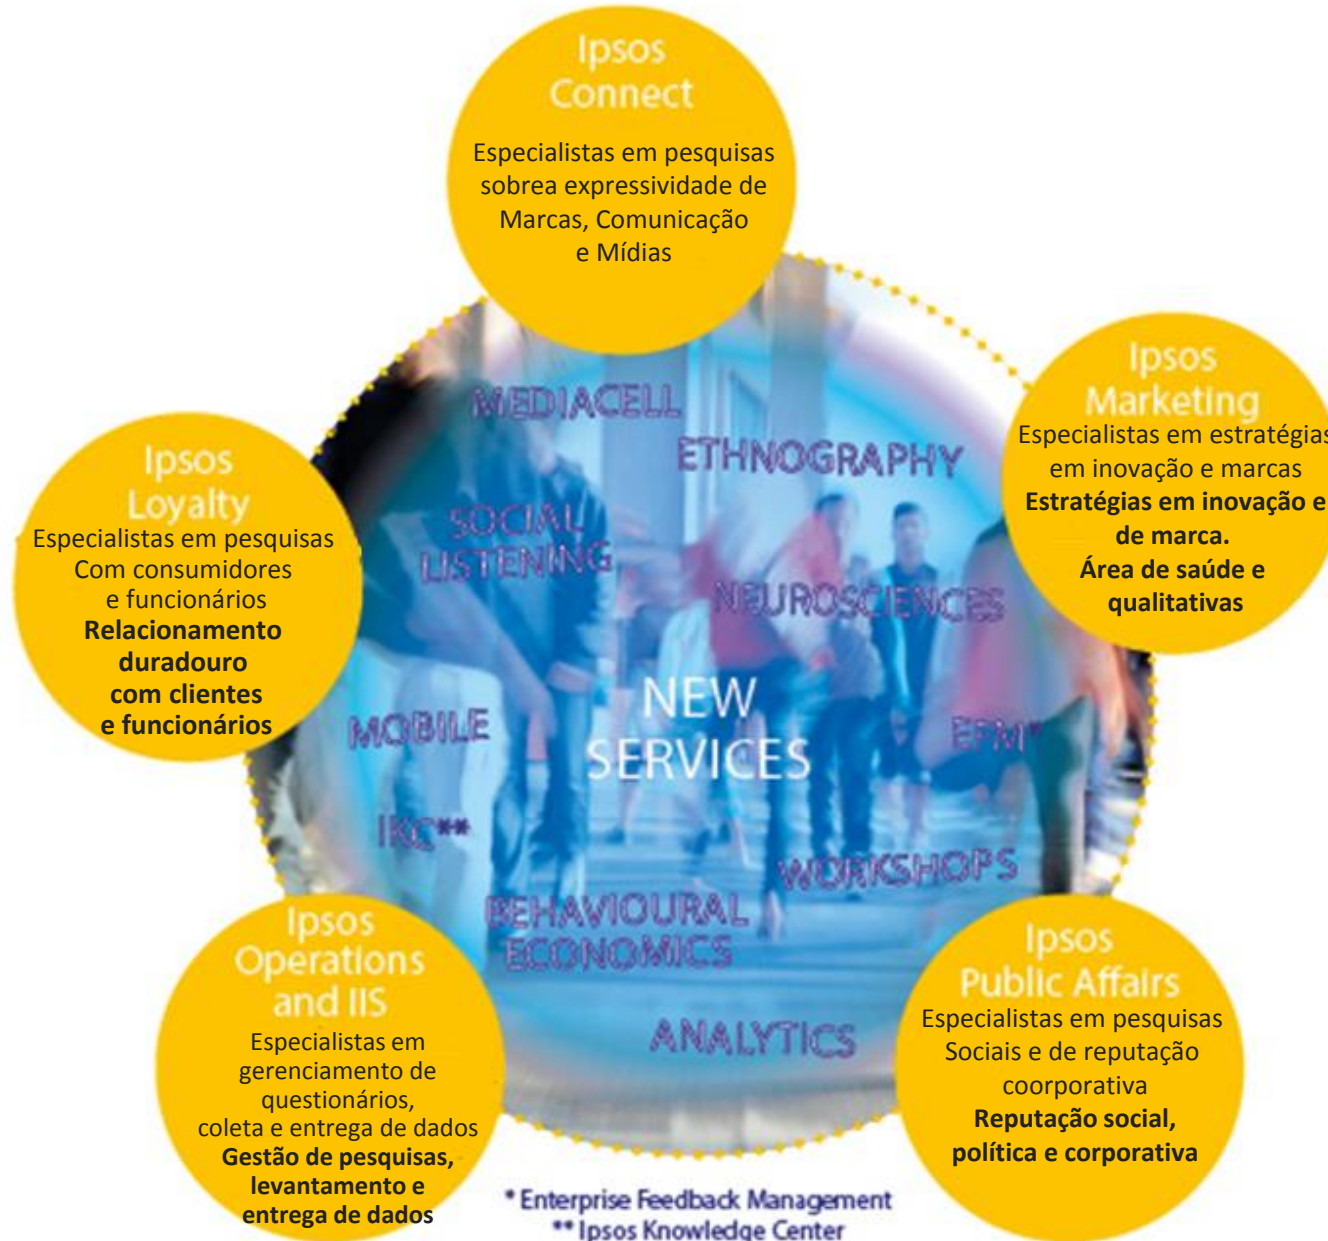 Ipsos
Connect
Especialistas em pesquisas
sobrea expressividade de
Marcas, Comunicação
e Mídias
Ipsos
Marketing
Especialistas em estratégias
em inovação e marcas
Estratégias em inovação e
de marca.
Área de saúde e
qualitativas
Ipsos
Loyalty
Especialistas em pesquisas
Com consumidores
e funcionários
Relacionamento
duradouro
com clientes
e funcionários
MEDIACELL
ETHNOGRAPHY
SOCIAL
LISTENING
NEUROSCIENCES
NEW
SERVICES
MOBILE
EFM*
IKC**
WORKSHOPS
BEHAVIOURAL
ECONOMICS
ANALYTICS
Ipsos
Operations
and IIS
Especialistas em
gerenciamento de
questionários,
coleta e entrega de dados
Gestão de pesquisas,
levantamento e
entrega de dados
Ipsos
Public Affairs
Especialistas em pesquisas
Sociais e de reputação
coorporativa
Reputação social,
política e corporativa
* Enterprise Feedback Management
** Ipsos Knowledge Center